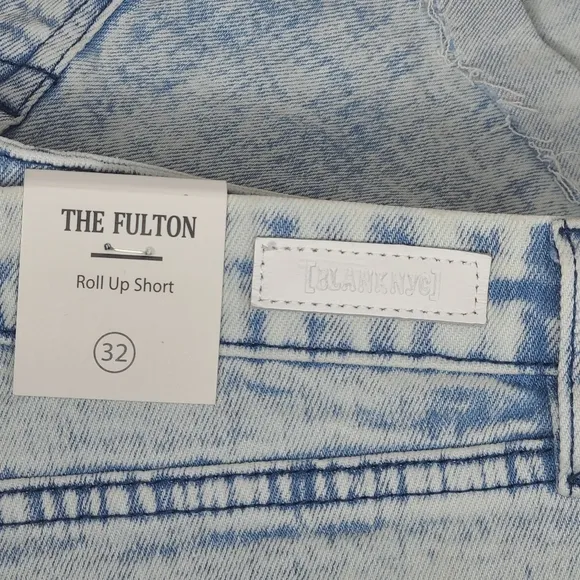 THE FULTON
Roll Up Short
32
[BLANKNYC]